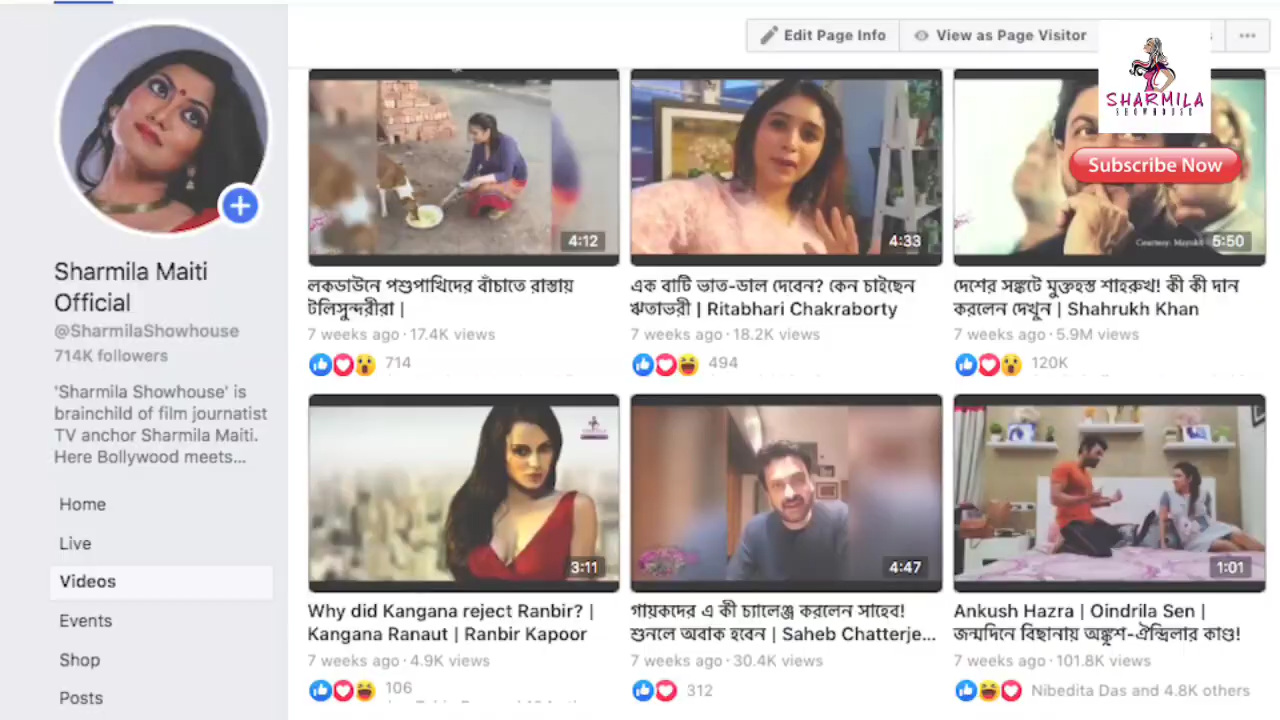 Edit Page Info
View as Page Visitor
SHARMILA
SHOWHOUSE
Subscribe Now
Sharmila Maiti
Official
@SharmilaShowhouse
714K followers
'Sharmila Showhouse' is
brainchild of film journatist
TV anchor Sharmila Maiti.
Here Bollywood meets...
Home
Live
Videos
Events
Shop
Posts
4:12
লকডাউনে পশুপাখিদের বাঁচাতে রাস্তায়
টলিসুন্দরীরা |
7 weeks ago · 17.4K views
714
4:33
এক বাটি ভাত-ডাল দেবেন? কেন চাইছেন
ঋতাভরী | Ritabhari Chakraborty
7 weeks ago · 18.2K views
494
5:50
দেশের সঙ্কটে মুক্তহস্ত শাহরুখ! কী কী দান
করলেন দেখুন | Shahrukh Khan
7 weeks ago · 5.9M views
120K
3:11
Why did Kangana reject Ranbir? |
Kangana Ranaut | Ranbir Kapoor
7 weeks ago · 4.9K views
106
4:47
গায়কদের এ কী চ্যালেঞ্জ করলেন সাহেব!
শুনলে অবাক হবেন | Saheb Chatterje...
7 weeks ago · 30.4K views
312
1:01
Ankush Hazra | Oindrila Sen |
জন্মদিনে বিছানায় অঙ্কুশ-ঐন্দ্রিলার কাণ্ড!
7 weeks ago · 101.8K views
Nibedita Das and 4.8K others